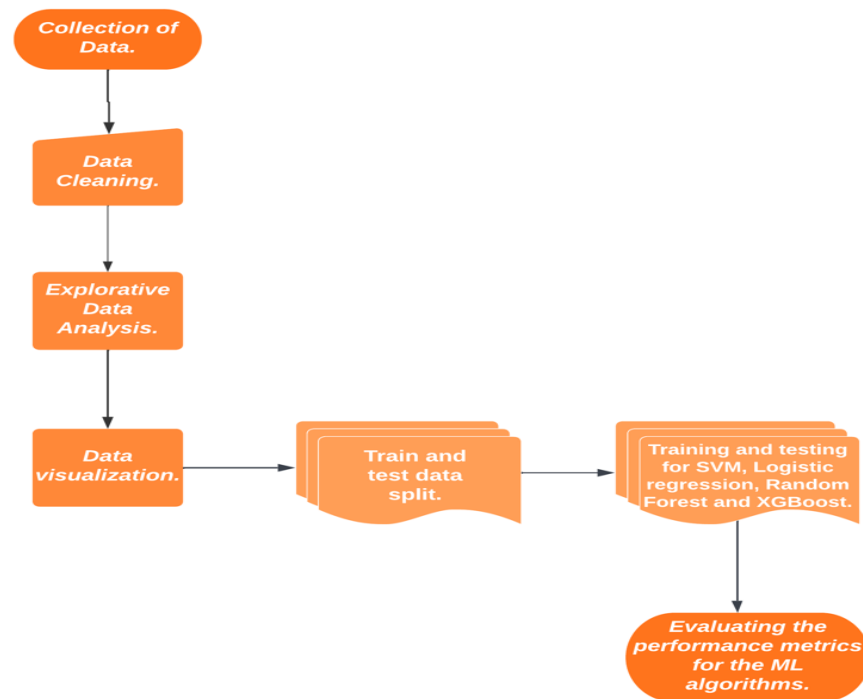 Collection of
Data.
Data
Cleaning.
Explorative
Data
Analysis.
Data
visualization.
Train and
test data
split.
Training and testing
for SVM, Logistic
regression, Random
Forest and XGBoost.
Evaluating the
performance metrics
for the ML
algorithms.